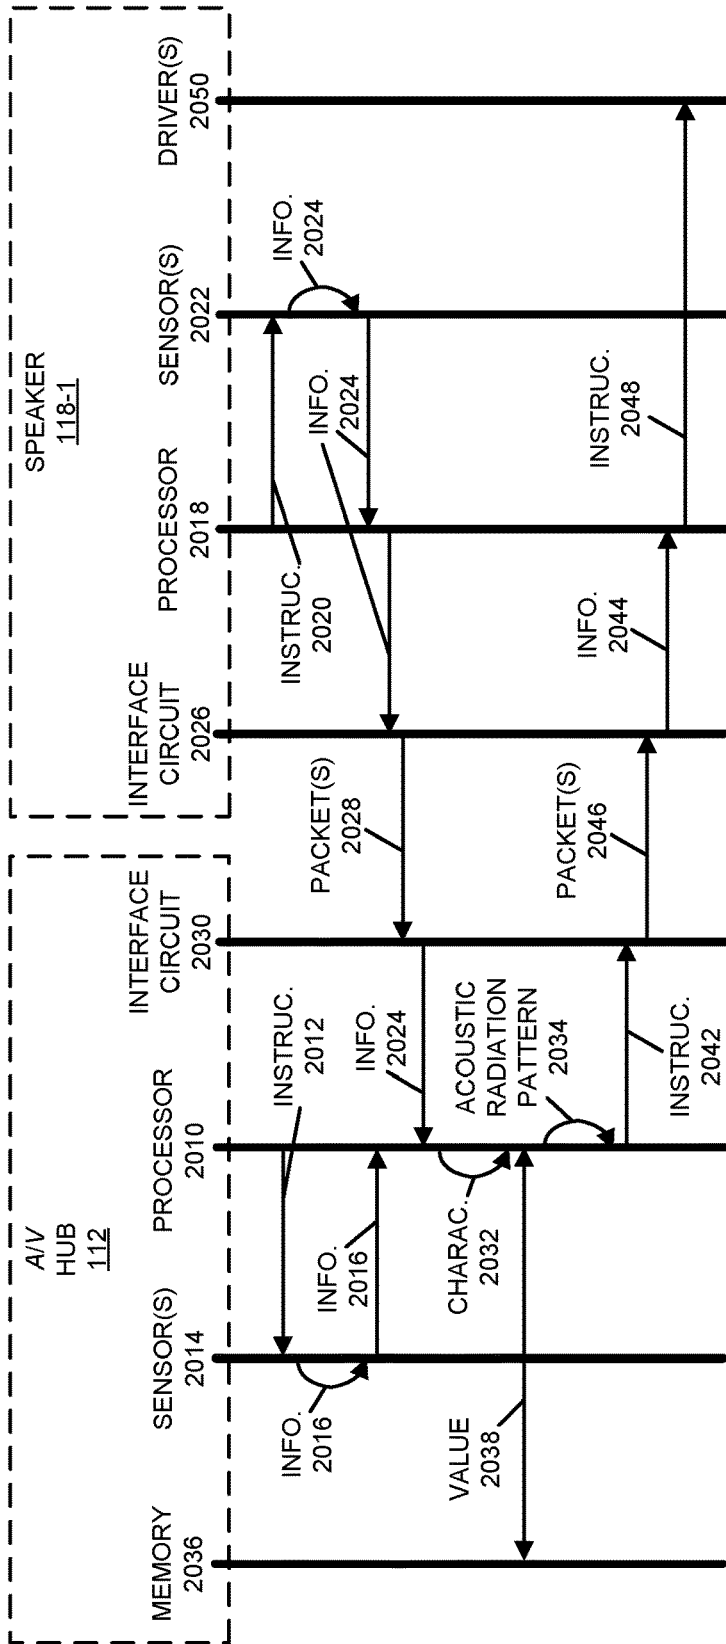 A/V
HUB
112
SPEAKER
118-1
MEMORY
2036
SENSOR(S)
2014
PROCESSOR
2010
INTERFACE
CIRCUIT
2030
INTERFACE
CIRCUIT
2026
PROCESSOR
2018
SENSOR(S)
2022
DRIVER(S)
2050
INFO.
2016
INSTRUC.
2012
INSTRUC.
2020
INFO.
2024
INFO.
2016
INFO.
2024
PACKET(S)
2028
INFO.
2024
VALUE
2038
CHARAC.
2032
ACOUSTIC
RADIATION
PATTERN
2034
PACKET(S)
2046
INFO.
2044
INSTRUC.
2048
INSTRUC.
2042